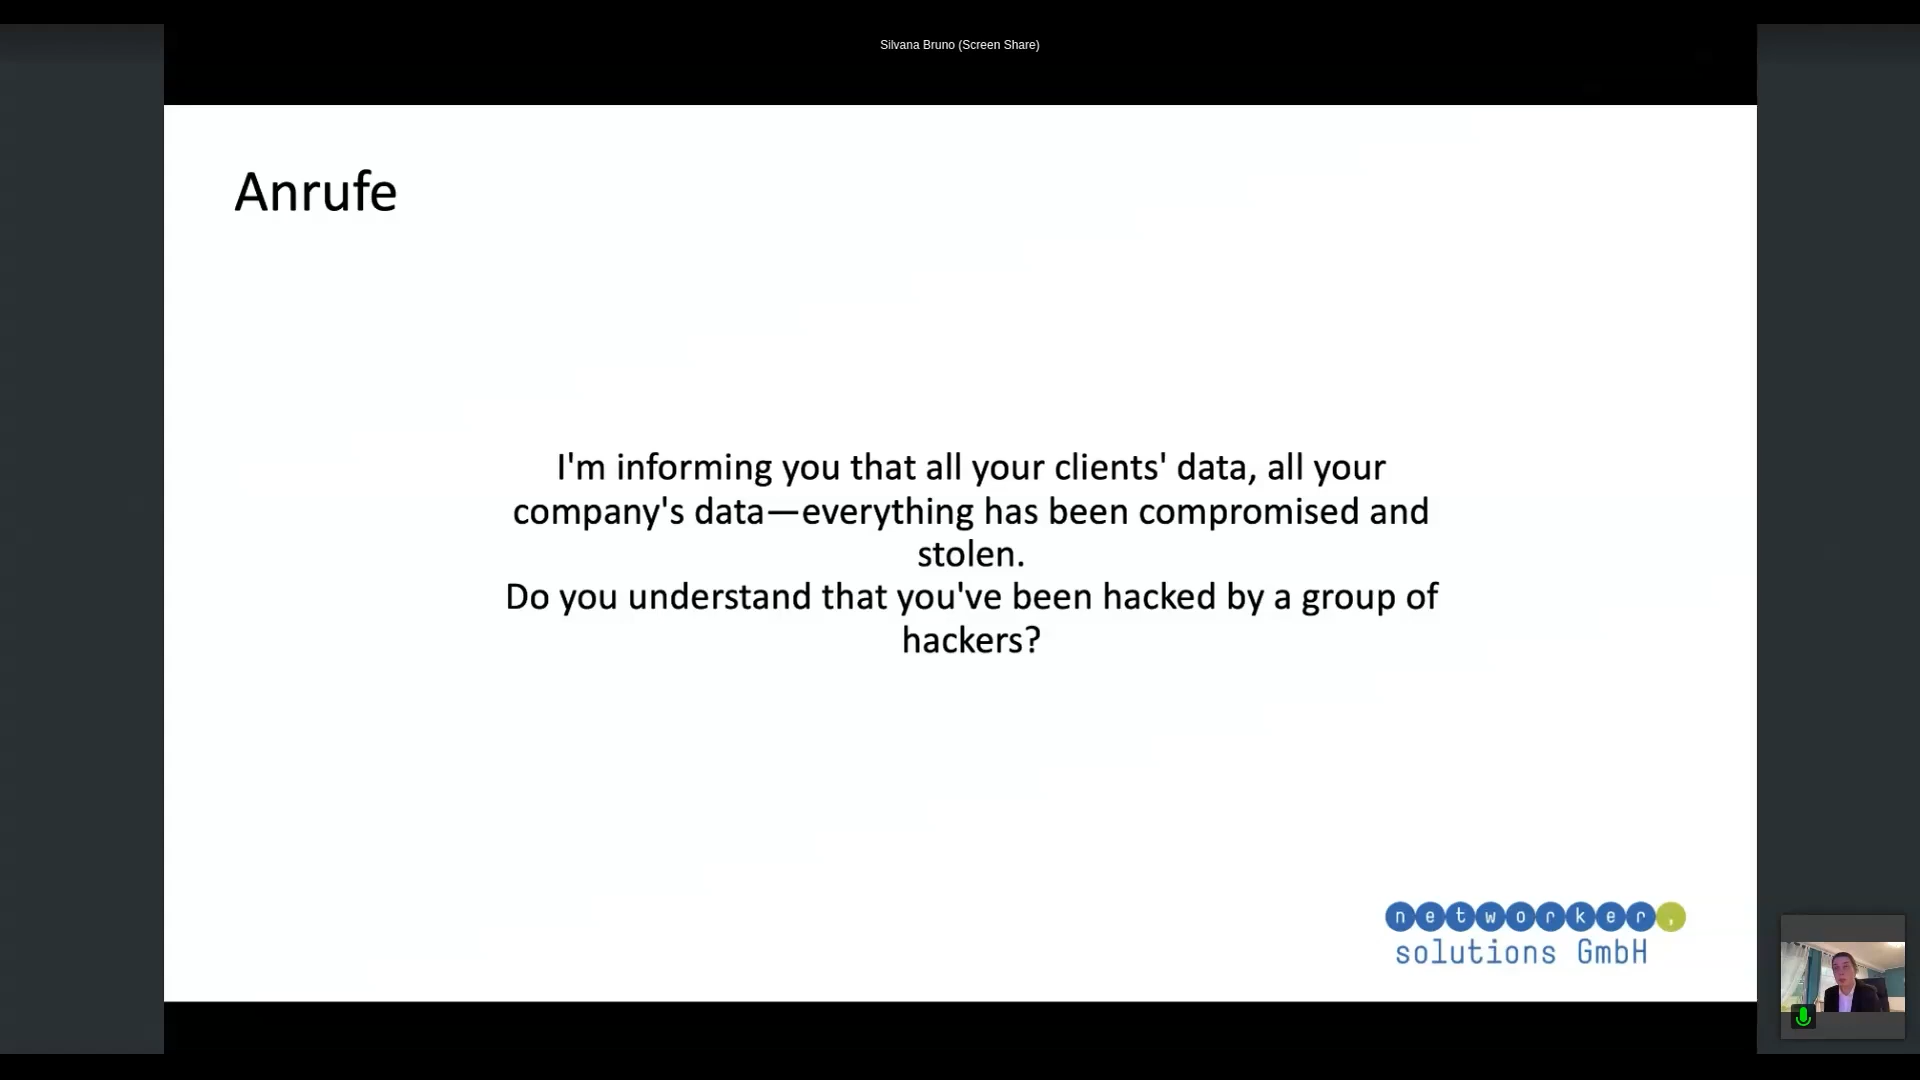 Silvana Bruno (Screen Share)
Anrufe
I'm informing you that all your clients' data, all your
company's data—everything has been compromised and
stolen.
Do you understand that you've been hacked by a group of
hackers?
networker,
solutions GmbH